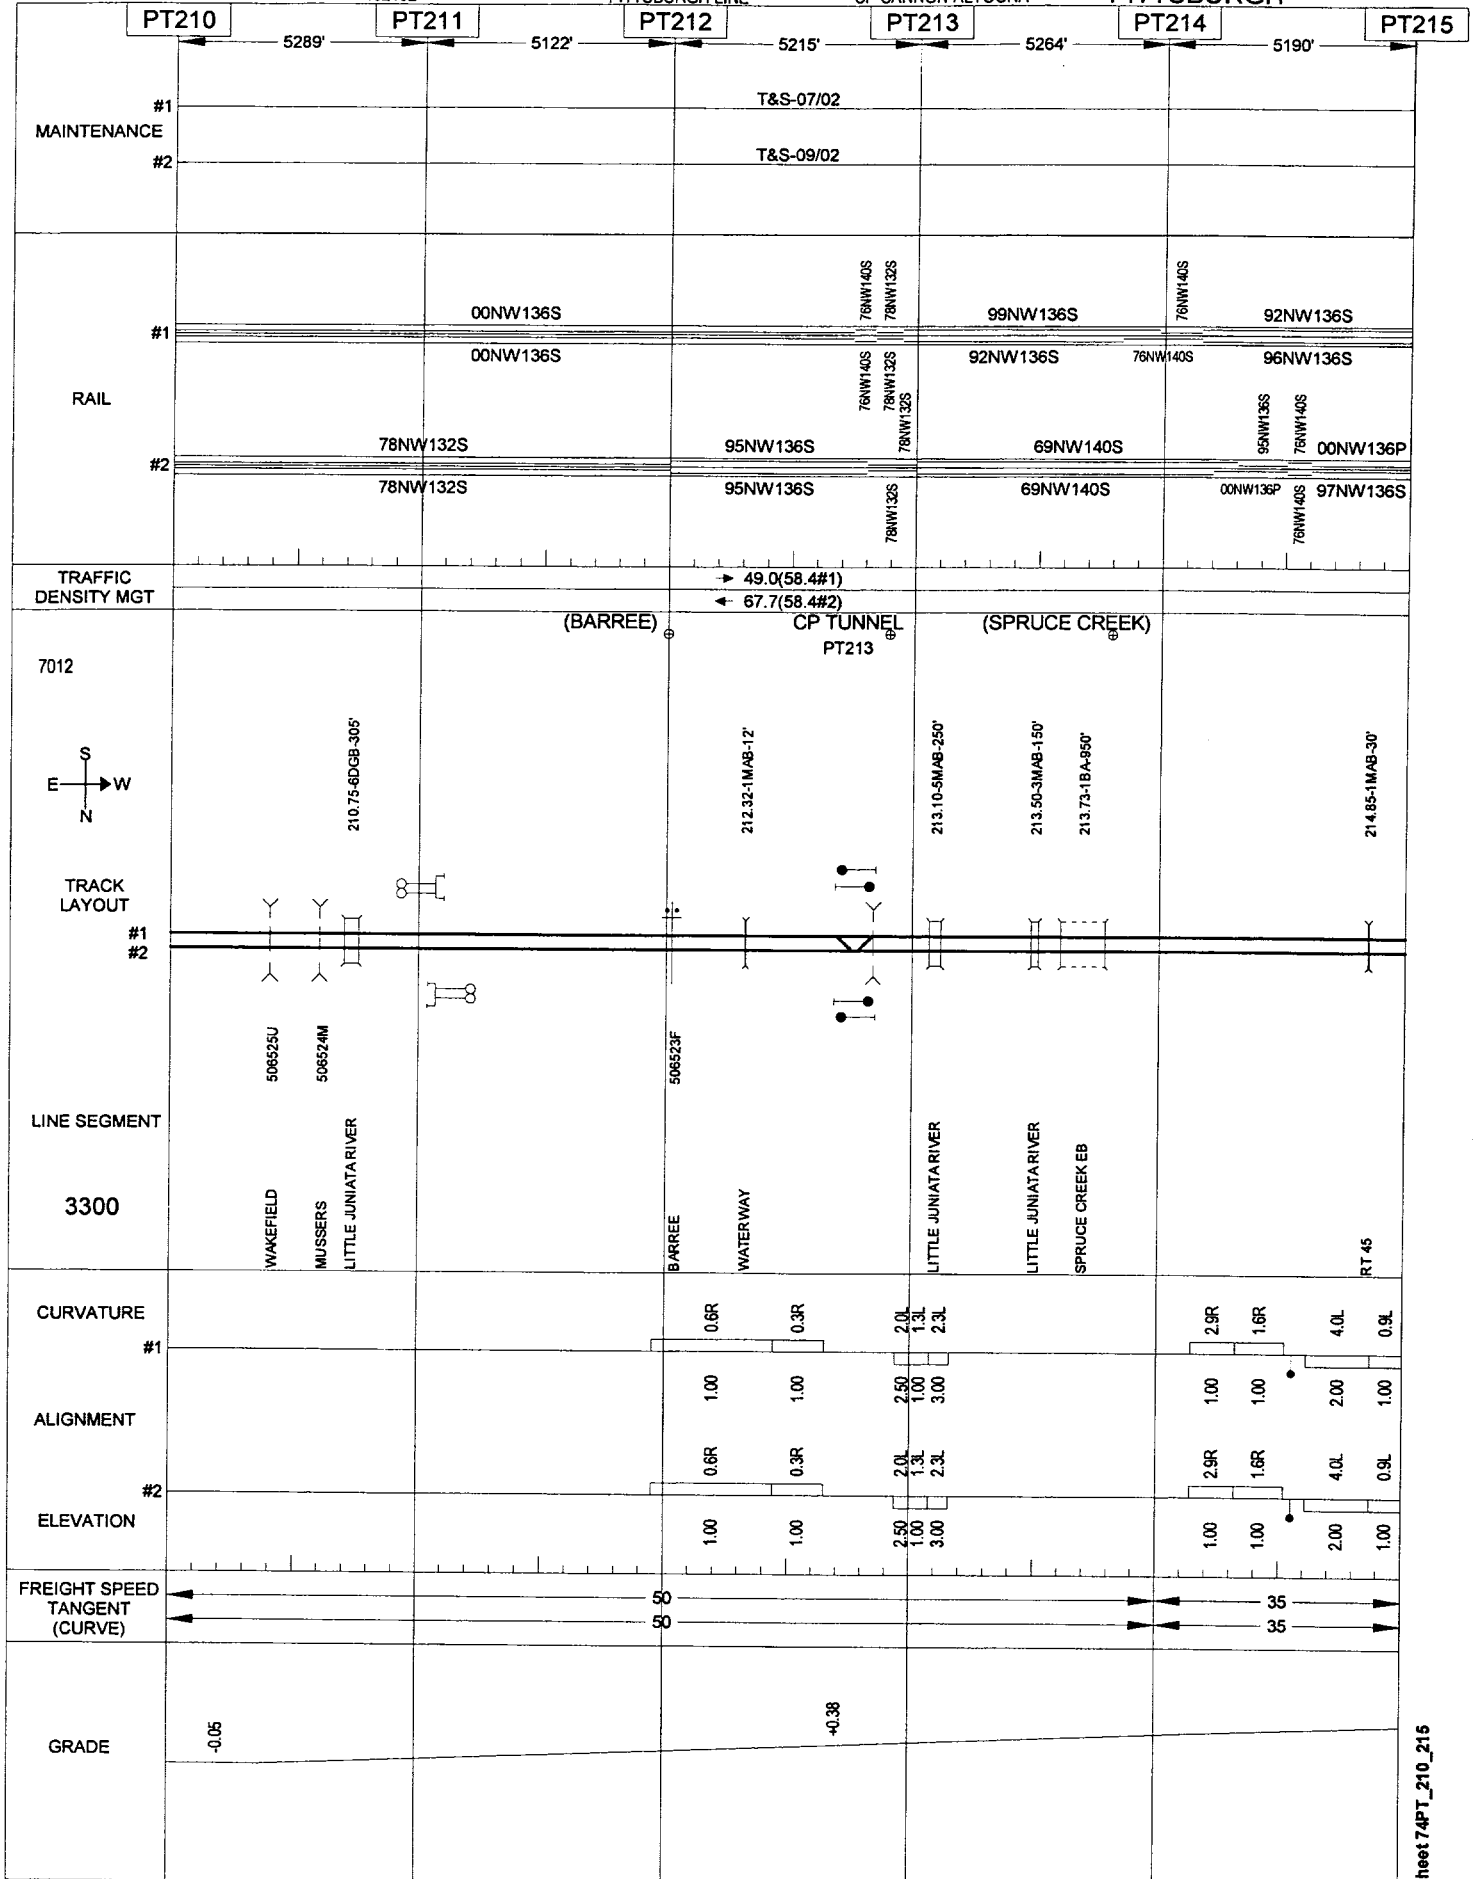 PITTSBURGH LINE
CP CANNON ALTOONA
PITTSBURGH
PT210
PT211
PT212
PT213
PT214
PT215
5289'
5122'
5215'
5264'
5190'
#1
T&S-07/02
MAINTENANCE
#2
T&S-09/02
76NW140S
78NW132S
76NW140S
00NW136S
99NW136S
92NW136S
#1
00NW136S
92NW136S
76NW140S
96NW136S
76NW140S
78NW132S
78NW132S
RAIL
95NW136S
76NW140S
78NW132S
95NW136S
69NW140S
00NW136P
#2
78NW132S
95NW136S
69NW140S
00NW136P
97NW136S
78NW132S
76NW140S
TRAFFIC
DENSITY MGT
49.0(58.4#1)
67.7(58.4#2)
(BARREE)
CP TUNNEL
PT213
(SPRUCE CREEK)
7012
S
E
W
N
210.75-6DGB-305'
212.32-1MAB-12'
213.10-5MAB-250'
213.50-3MAB-150'
213.73-1BA-950'
214.85-1MAB-30'
TRACK
LAYOUT
#1
#2
506525U
506524M
506523F
LINE SEGMENT
3300
WAKEFIELD
MUSSERS
LITTLE JUNIATA RIVER
BARREE
WATERWAY
LITTLE JUNIATA RIVER
LITTLE JUNIATA RIVER
SPRUCE CREEK EB
RT 45
CURVATURE
#1
0.6R
0.3R
2.0L
1.3L
2.3L
2.9R
1.6R
4.0L
0.9L
1.00
1.00
2.50
1.00
3.00
1.00
1.00
2.00
1.00
ALIGNMENT
#2
0.6R
0.3R
2.0L
1.3L
2.3L
2.9R
1.6R
4.0L
0.9L
ELEVATION
1.00
1.00
2.50
1.00
3.00
1.00
1.00
2.00
1.00
FREIGHT SPEED
TANGENT
(CURVE)
50
35
50
35
GRADE
-0.05
+0.38
heet 74PT_210_215